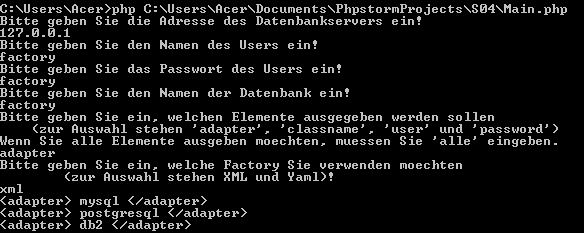 C:\Users\Acer>php C:\Users\Acer\Documents\PhpstormProjects\S04\Main.php
Bitte geben Sie die Adresse des Datenbankservers ein!
127.0.0.1
Bitte geben Sie den Namen des Users ein!
factory
Bitte geben Sie das Passwort des Users ein!
factory
Bitte geben Sie den Namen der Datenbank ein!
factory
Bitte geben Sie ein, welchen Elemente ausgegeben werden sollen
(zur Auswahl stehen 'adapter', 'classname', 'user' und 'password')
Wenn Sie alle Elemente ausgeben moechten, muessen Sie 'alle' eingeben.
adapter
Bitte geben Sie ein, welche Factory Sie verwenden moechten
(zur Auswahl stehen XML und Yaml)!
xml
<adapter> mysql </adapter>
<adapter> postgresql </adapter>
<adapter> db2 </adapter>